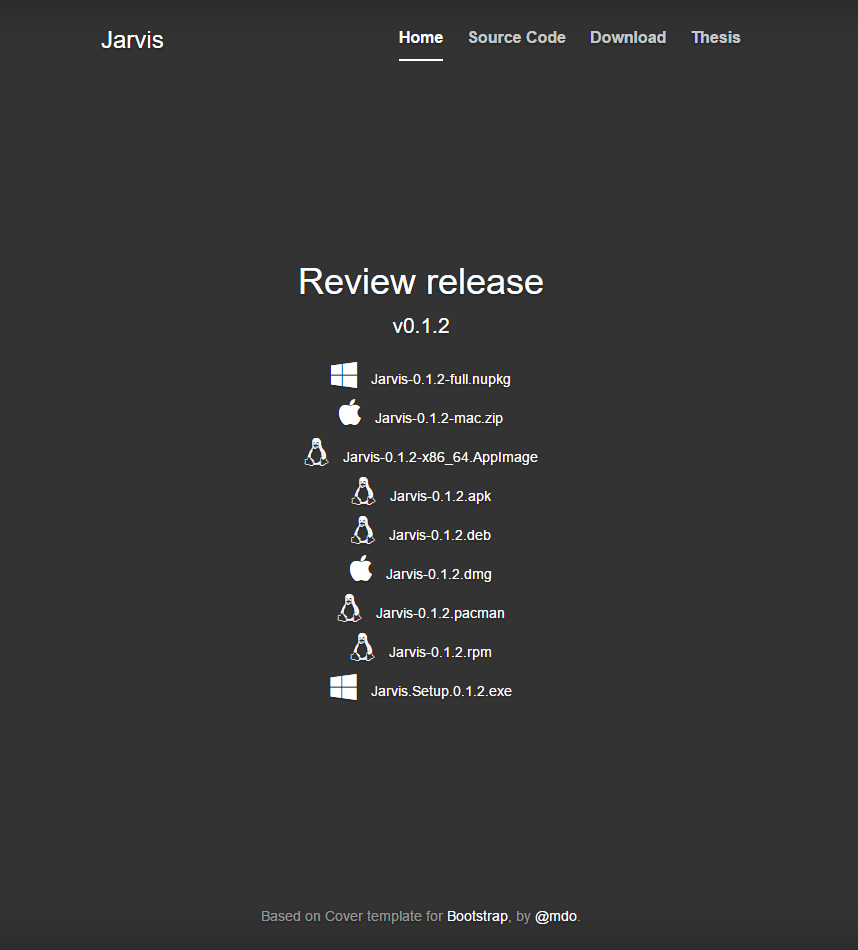 Jarvis
Home Source Code Download Thesis
Review release
v0.1.2
Jarvis-0.1.2-full.nupkg
Jarvis-0.1.2-mac.zip
Jarvis-0.1.2-x86_64.AppImage
Jarvis-0.1.2.apk
Jarvis-0.1.2.deb
Jarvis-0.1.2.dmg
Jarvis-0.1.2.pacman
Jarvis-0.1.2.rpm
Jarvis.Setup.0.1.2.exe
Based on Cover template for Bootstrap, by @mdo.